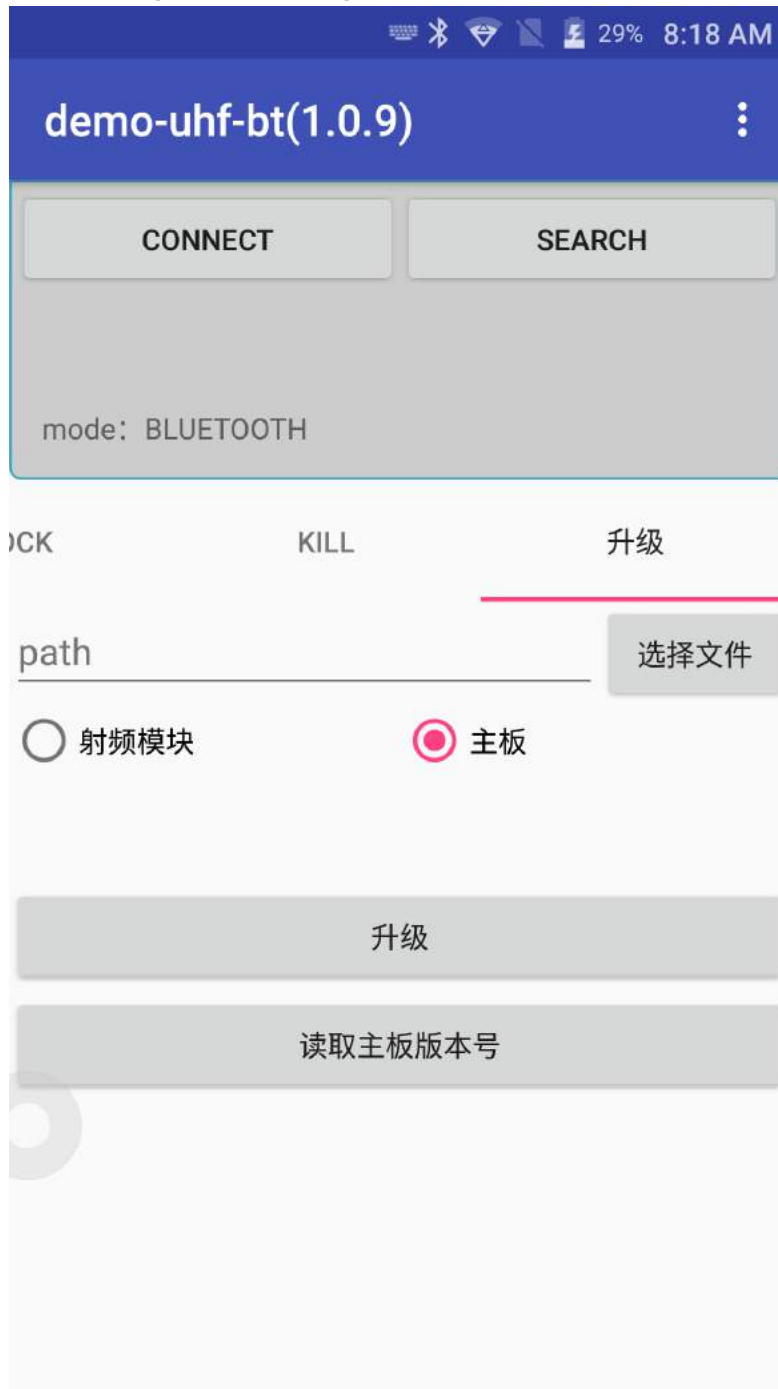 29% 8:18 AM
demo-uhf-bt(1.0.9)
CONNECT SEARCH
mode：BLUETOOTH
OCK KILL 升级
path 选择文件
射频模块 主板
升级
读取主板版本号